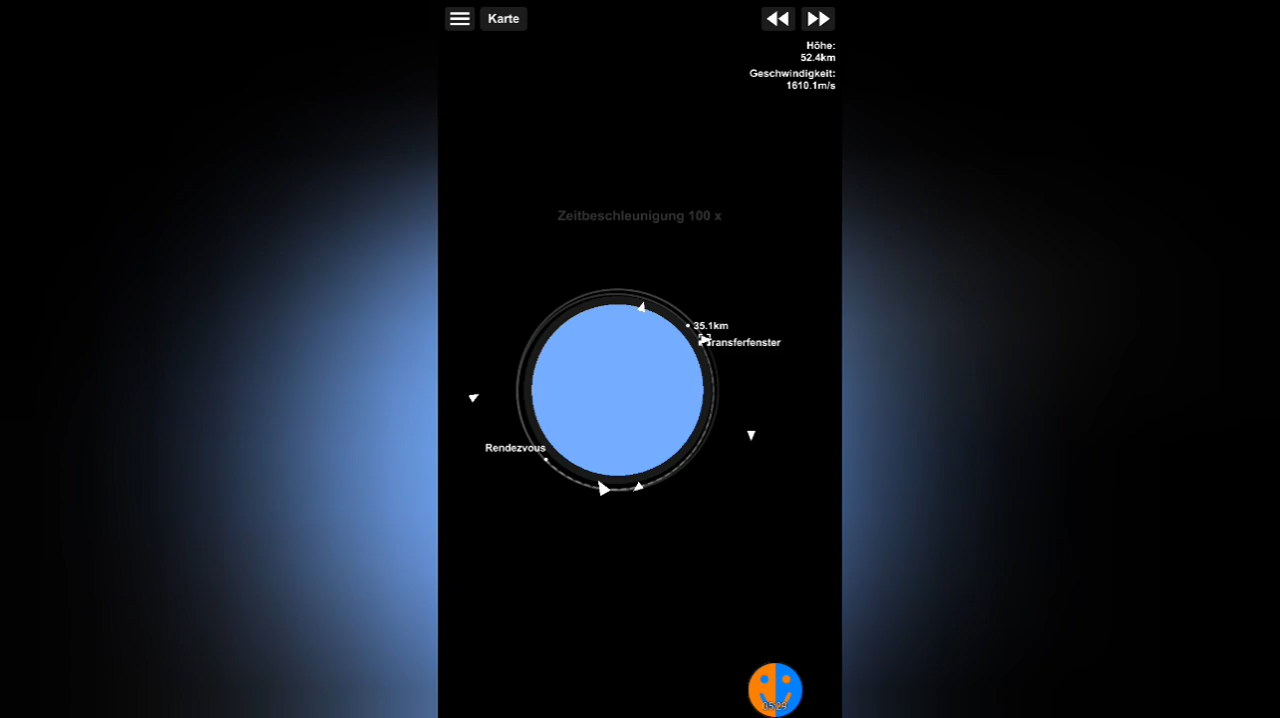 Karte
Höhe:
52.4km
Geschwindigkeit:
1610.1m/s
Zeitbeschleunigung 100 x
35.1km
Transferfenster
Rendezvous